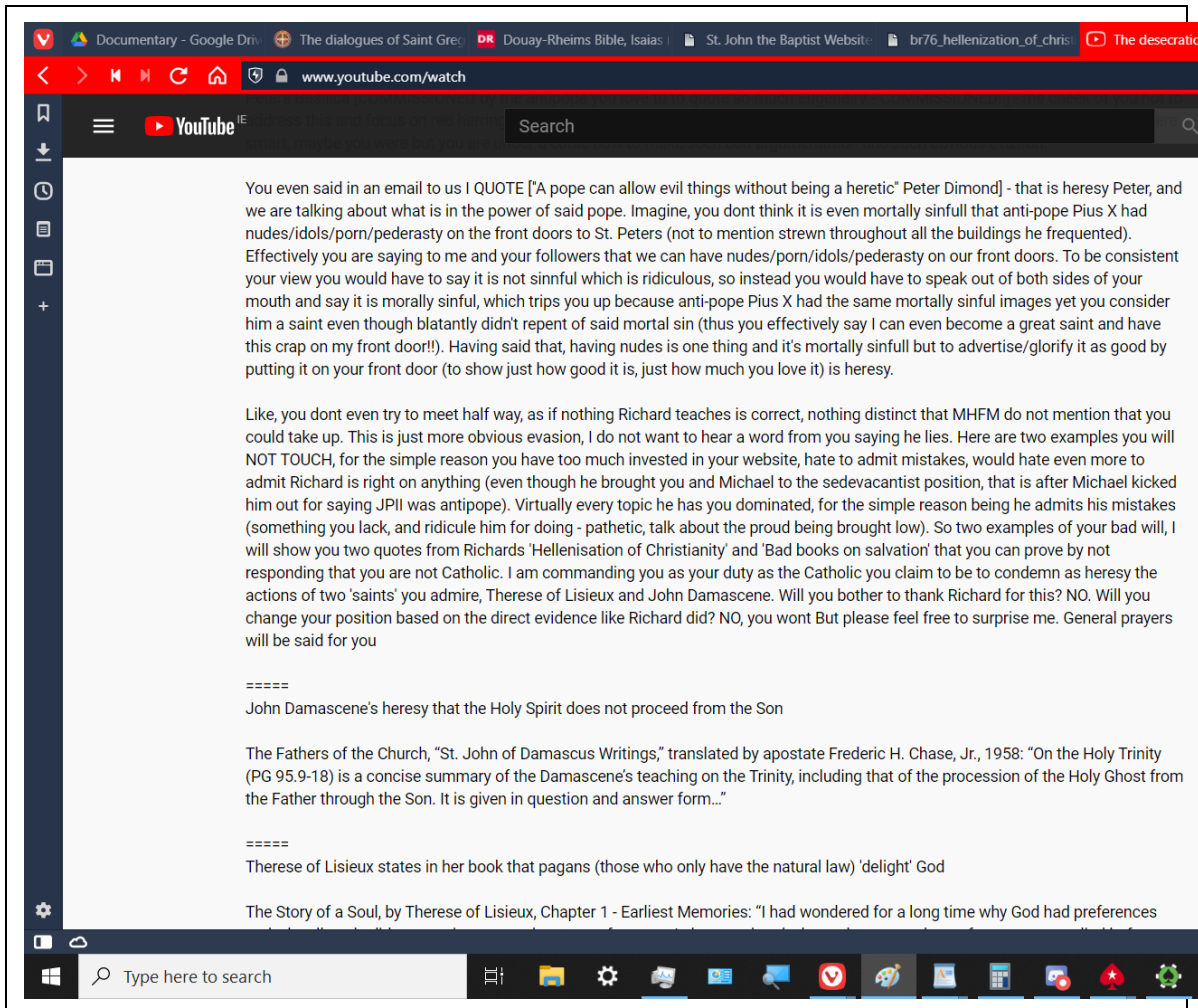 Documentary - Google Driv
The dialogues of Saint Greg
DR Douay-Rheims Bible, Isaias (
St. John the Baptist Website
br76_hellenization_of_christ
The desecratio
www.youtube.com/watch
YouTube IE
Search
You even said in an email to us I QUOTE ["A pope can allow evil things without being a heretic" Peter Dimond] - that is heresy Peter, and
we are talking about what is in the power of said pope. Imagine, you dont think it is even mortally sinfull that anti-pope Pius X had
nudes/idols/porn/pederasty on the front doors to St. Peters (not to mention strewn throughout all the buildings he frequented).
Effectively you are saying to me and your followers that we can have nudes/porn/idols/pederasty on our front doors. To be consistent
your view you would have to say it is not sinnful which is ridiculous, so instead you would have to speak out of both sides of your
mouth and say it is morally sinful, which trips you up because anti-pope Pius X had the same mortally sinful images yet you consider
him a saint even though blatantly didn't repent of said mortal sin (thus you effectively say I can even become a great saint and have
this crap on my front door!!). Having said that, having nudes is one thing and it's mortally sinfull but to advertise/glorify it as good by
putting it on your front door (to show just how good it is, just how much you love it) is heresy.
Like, you dont even try to meet half way, as if nothing Richard teaches is correct, nothing distinct that MHFM do not mention that you
could take up. This is just more obvious evasion, I do not want to hear a word from you saying he lies. Here are two examples you will
NOT TOUCH, for the simple reason you have too much invested in your website, hate to admit mistakes, would hate even more to
admit Richard is right on anything (even though he brought you and Michael to the sedevacantist position, that is after Michael kicked
him out for saying JPII was antipope). Virtually every topic he has you dominated, for the simple reason being he admits his mistakes
(something you lack, and ridicule him for doing - pathetic, talk about the proud being brought low). So two examples of your bad will, I
will show you two quotes from Richards 'Hellenisation of Christianity' and 'Bad books on salvation' that you can prove by not
responding that you are not Catholic. I am commanding you as your duty as the Catholic you claim to be to condemn as heresy the
actions of two 'saints' you admire, Therese of Lisieux and John Damascene. Will you bother to thank Richard for this? NO. Will you
change your position based on the direct evidence like Richard did? NO, you wont But please feel free to surprise me. General prayers
will be said for you
=====
John Damascene's heresy that the Holy Spirit does not proceed from the Son
The Fathers of the Church, “St. John of Damascus Writings,” translated by apostate Frederic H. Chase, Jr., 1958: “On the Holy Trinity
(PG 95.9-18) is a concise summary of the Damascene’s teaching on the Trinity, including that of the procession of the Holy Ghost from
the Father through the Son. It is given in question and answer form…”
=====
Therese of Lisieux states in her book that pagans (those who only have the natural law) 'delight' God
The Story of a Soul, by Therese of Lisieux, Chapter 1 - Earliest Memories: “I had wondered for a long time why God had preferences
Type here to search